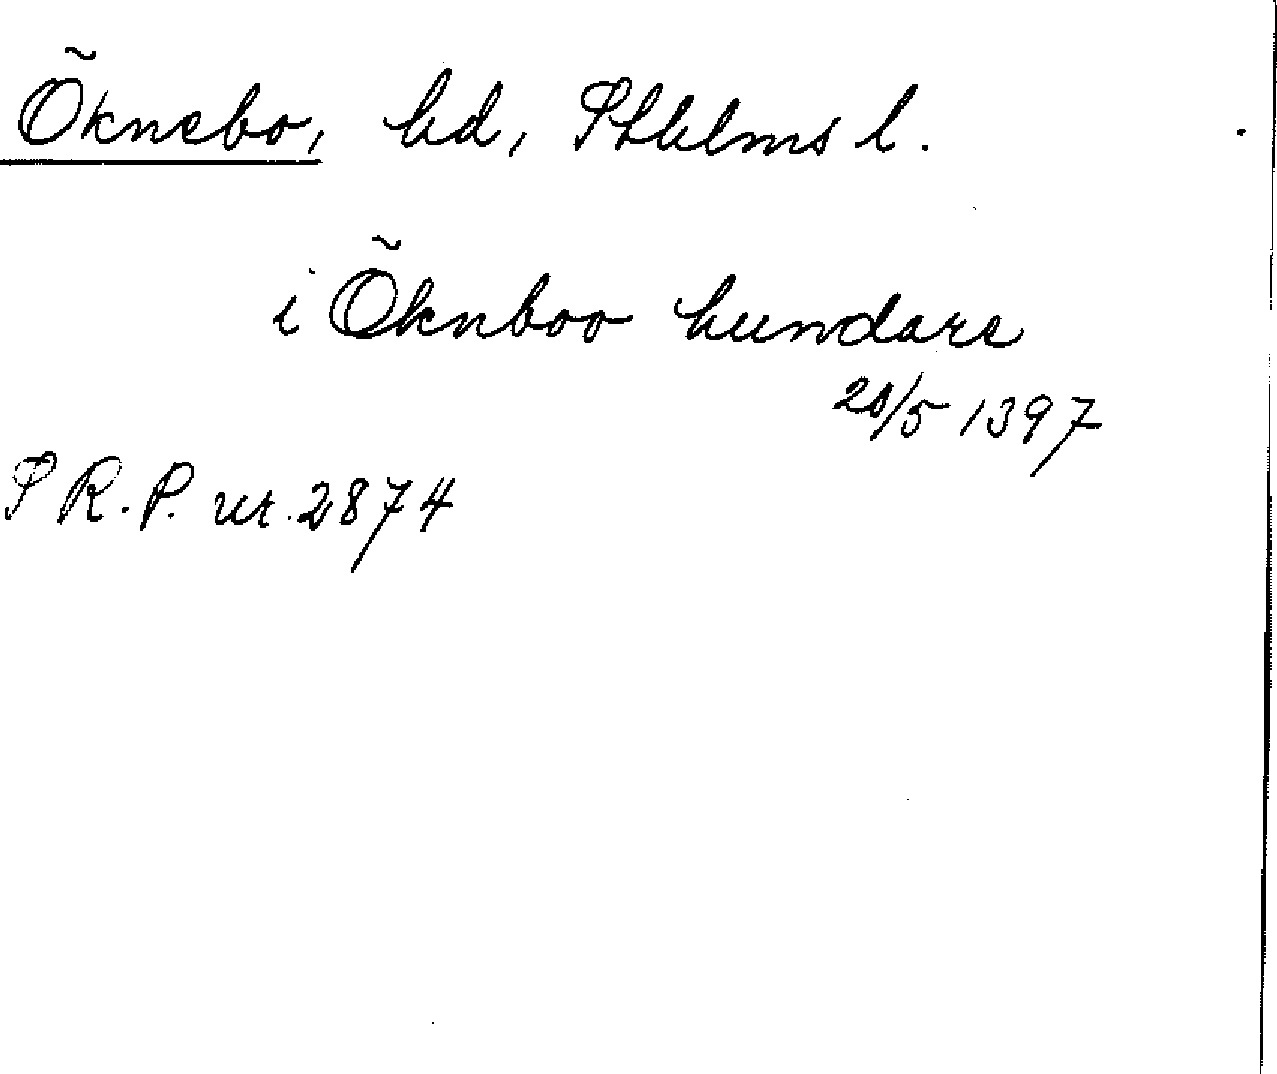 Öknebo, hd, Sthlms l.
i Öknboo hundare
20/5 1397
S R.P. nr. 2874